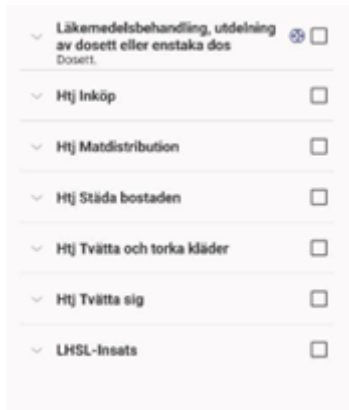 Läkemedelsbehandling, utdelning
av dosett eller enstaka dos
Dosett.
Htj Inköp
Htj Matdistribution
Htj Städa bostaden
Htj Tvätta och torka kläder
Htj Tvätta sig
LHSL-Insats